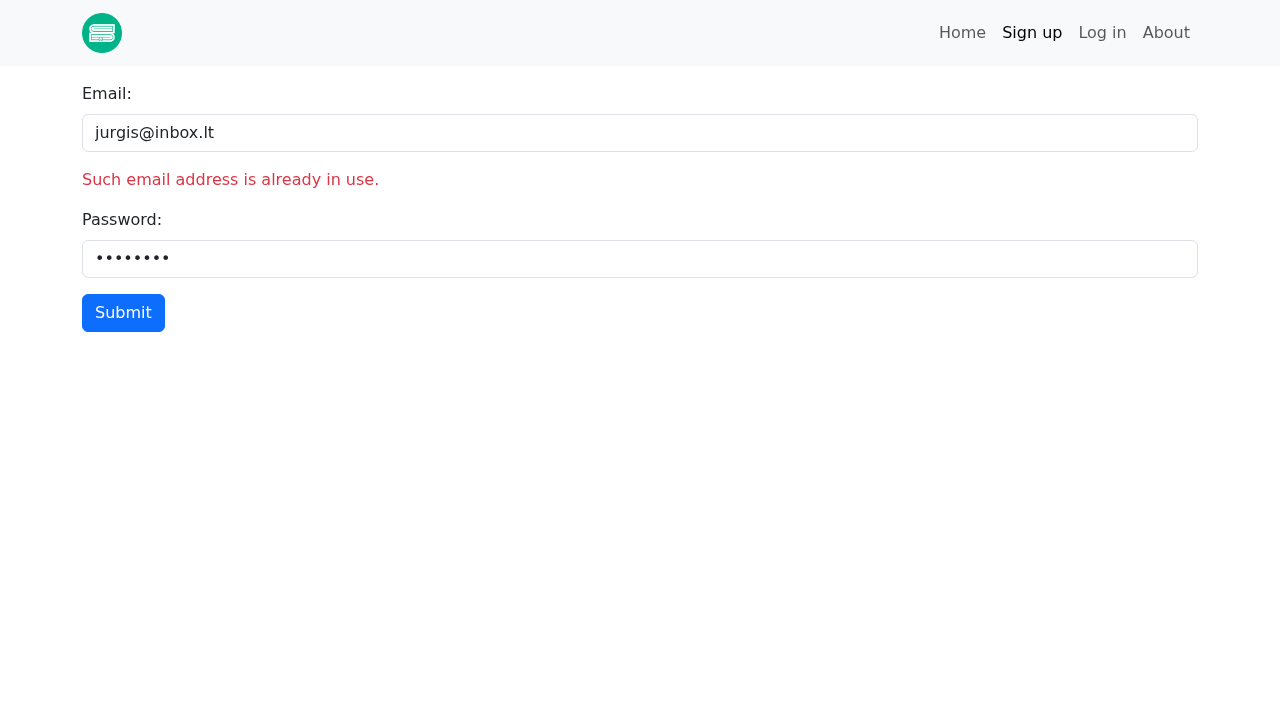 Home Sign up Log in About
Email:
jurgis@inbox.lt
Such email address is already in use.
Password:
••••••••
Submit